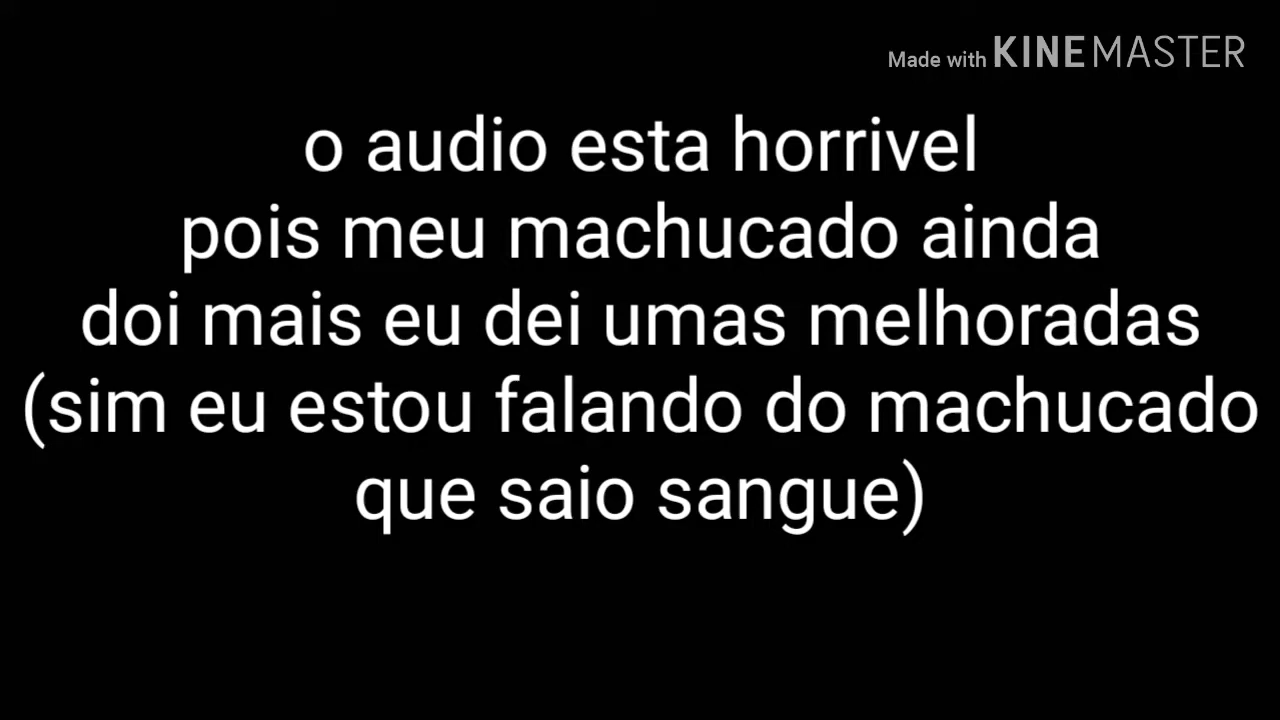 Made with KINEMASTER
o audio esta horrivel
pois meu machucado ainda
doi mais eu dei umas melhoradas
(sim eu estou falando do machucado
que saio sangue)